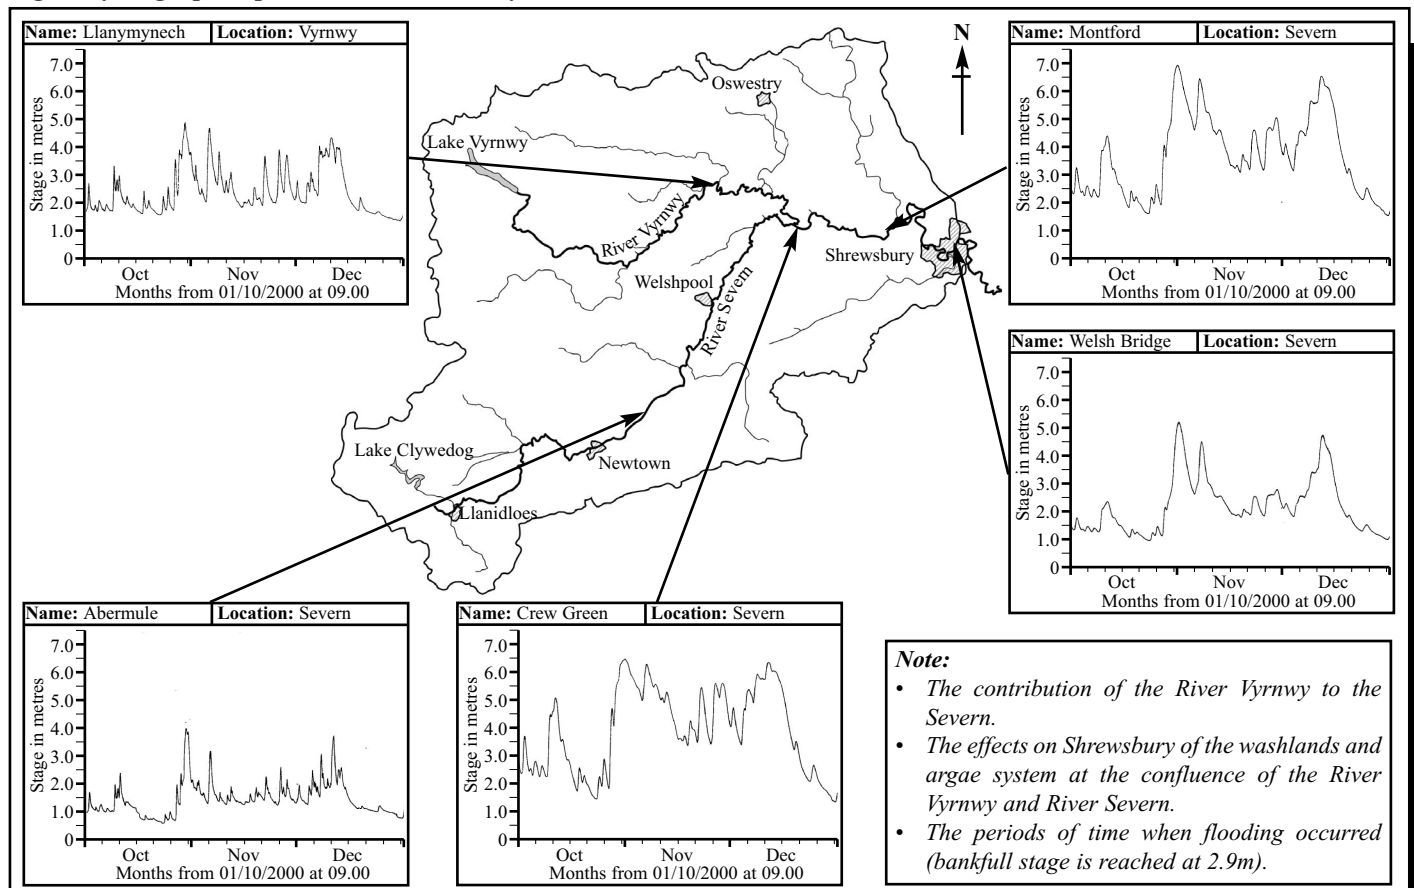 Name: Llanymynech Location: Vyrnwy
7.0
6.0
5.0
4.0
3.0
2.0
1.0
0
Stage in metres
Oct Nov Dec
Months from 01/10/2000 at 09.00
N
Oswestry
Lake Vyrnwy
River Vyrnwy
Shrewsbury
Welshpool
River Severn
Lake Clywedog
Newtown
Llanidloes
Name: Montford Location: Severn
7.0
6.0
5.0
4.0
3.0
2.0
1.0
0
Stage in metres
Oct Nov Dec
Months from 01/10/2000 at 09.00
Name: Welsh Bridge Location: Severn
7.0
6.0
5.0
4.0
3.0
2.0
1.0
0
Stage in metres
Oct Nov Dec
Months from 01/10/2000 at 09.00
Name: Abermule Location: Severn
7.0
6.0
5.0
4.0
3.0
2.0
1.0
0
Stage in metres
Oct Nov Dec
Months from 01/10/2000 at 09.00
Name: Crew Green Location: Severn
7.0
6.0
5.0
4.0
3.0
2.0
1.0
0
Stage in metres
Oct Nov Dec
Months from 01/10/2000 at 09.00
Note:
• The contribution of the River Vyrnwy to the
Severn.
• The effects on Shrewsbury of the washlands and
argae system at the confluence of the River
Vyrnwy and River Severn.
• The periods of time when flooding occurred
(bankfull stage is reached at 2.9m).